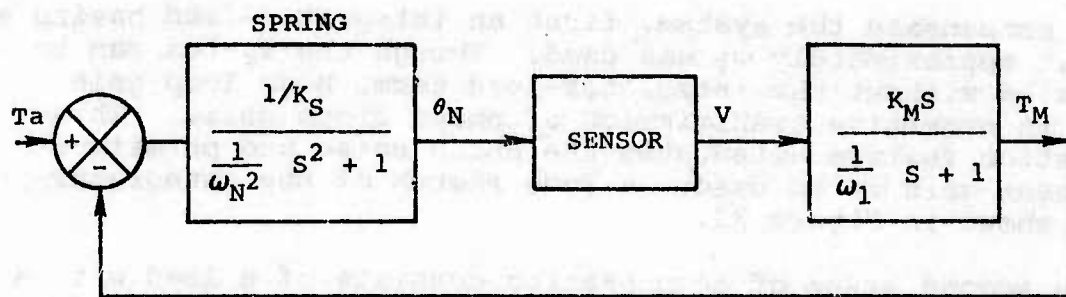 SPRING
Ta
+
-
1/K_S
1/ω_N² S² + 1
θ_N
SENSOR
V
K_M S
1/ω_1 S + 1
T_M